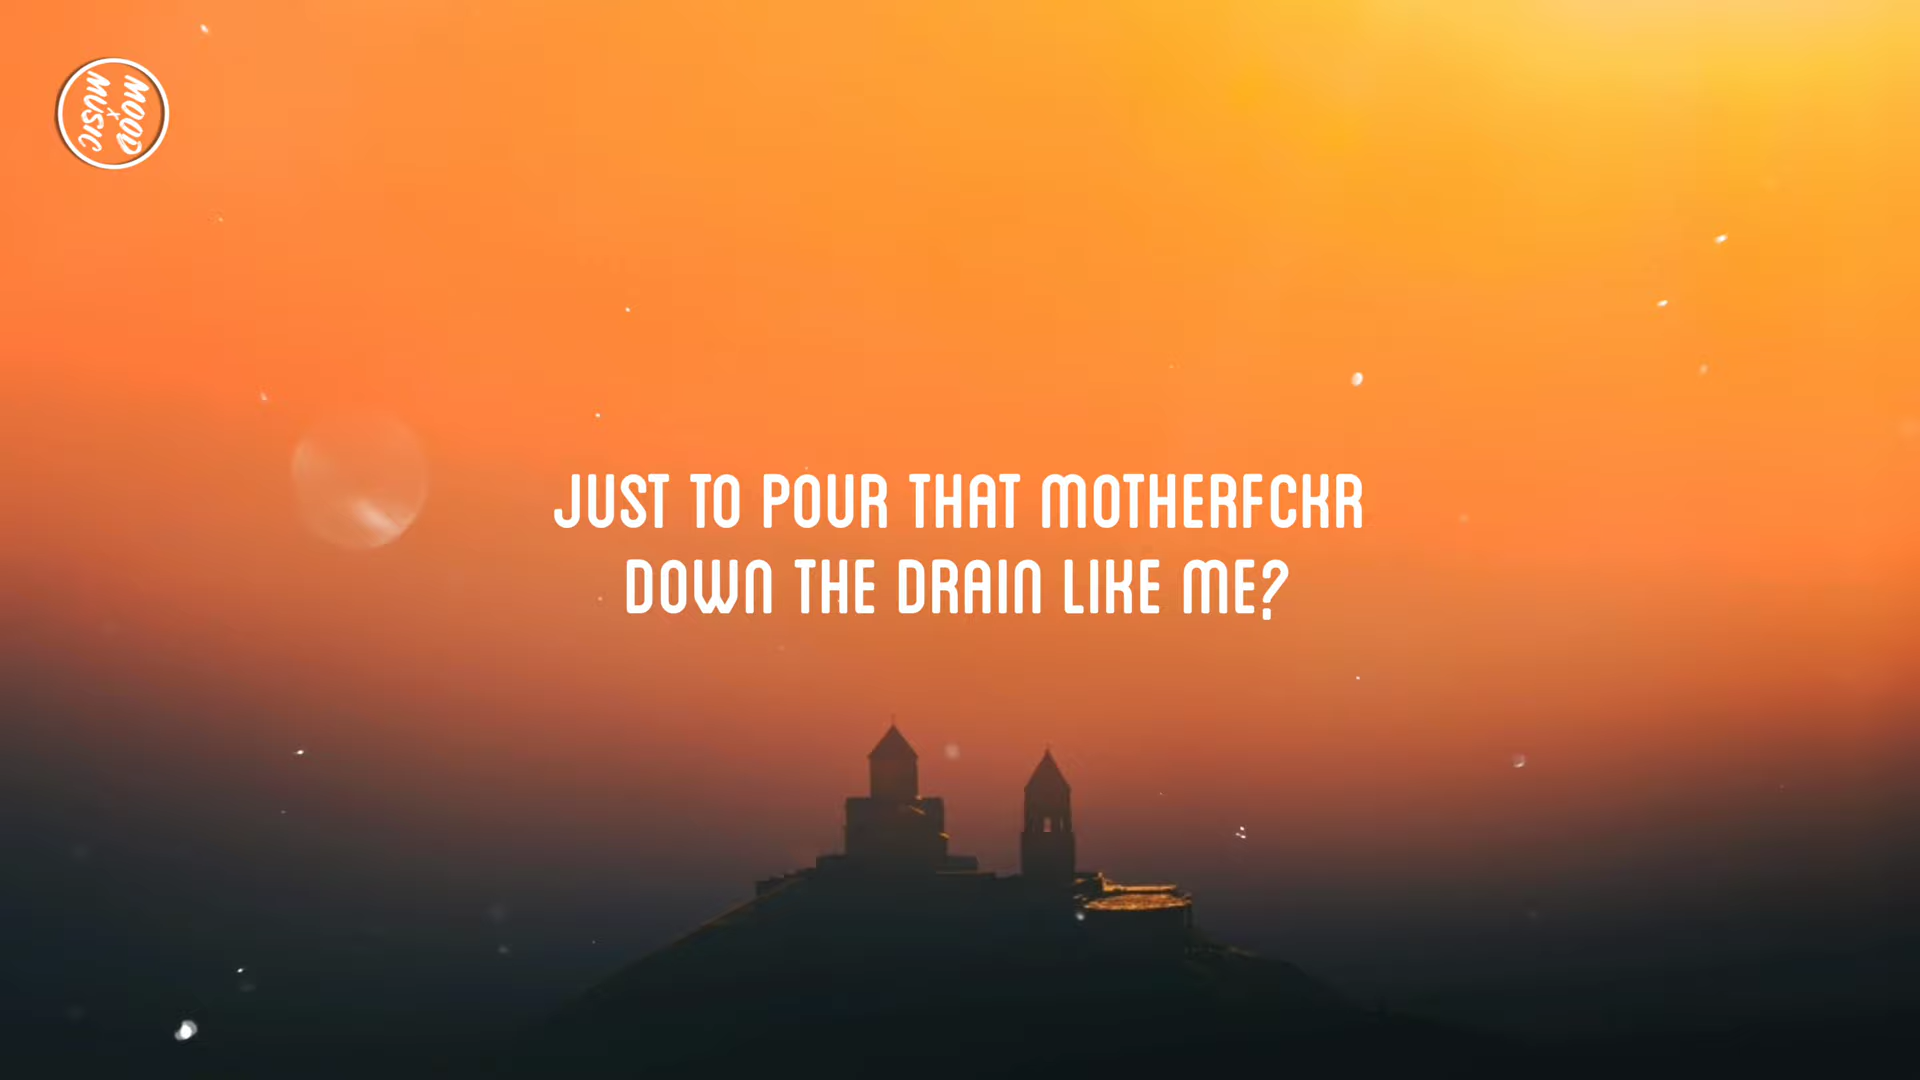 MOOD
x
MUSIC
JUST TO POUR THAT MOTHERFCKR
DOWN THE DRAIN LIKE ME?